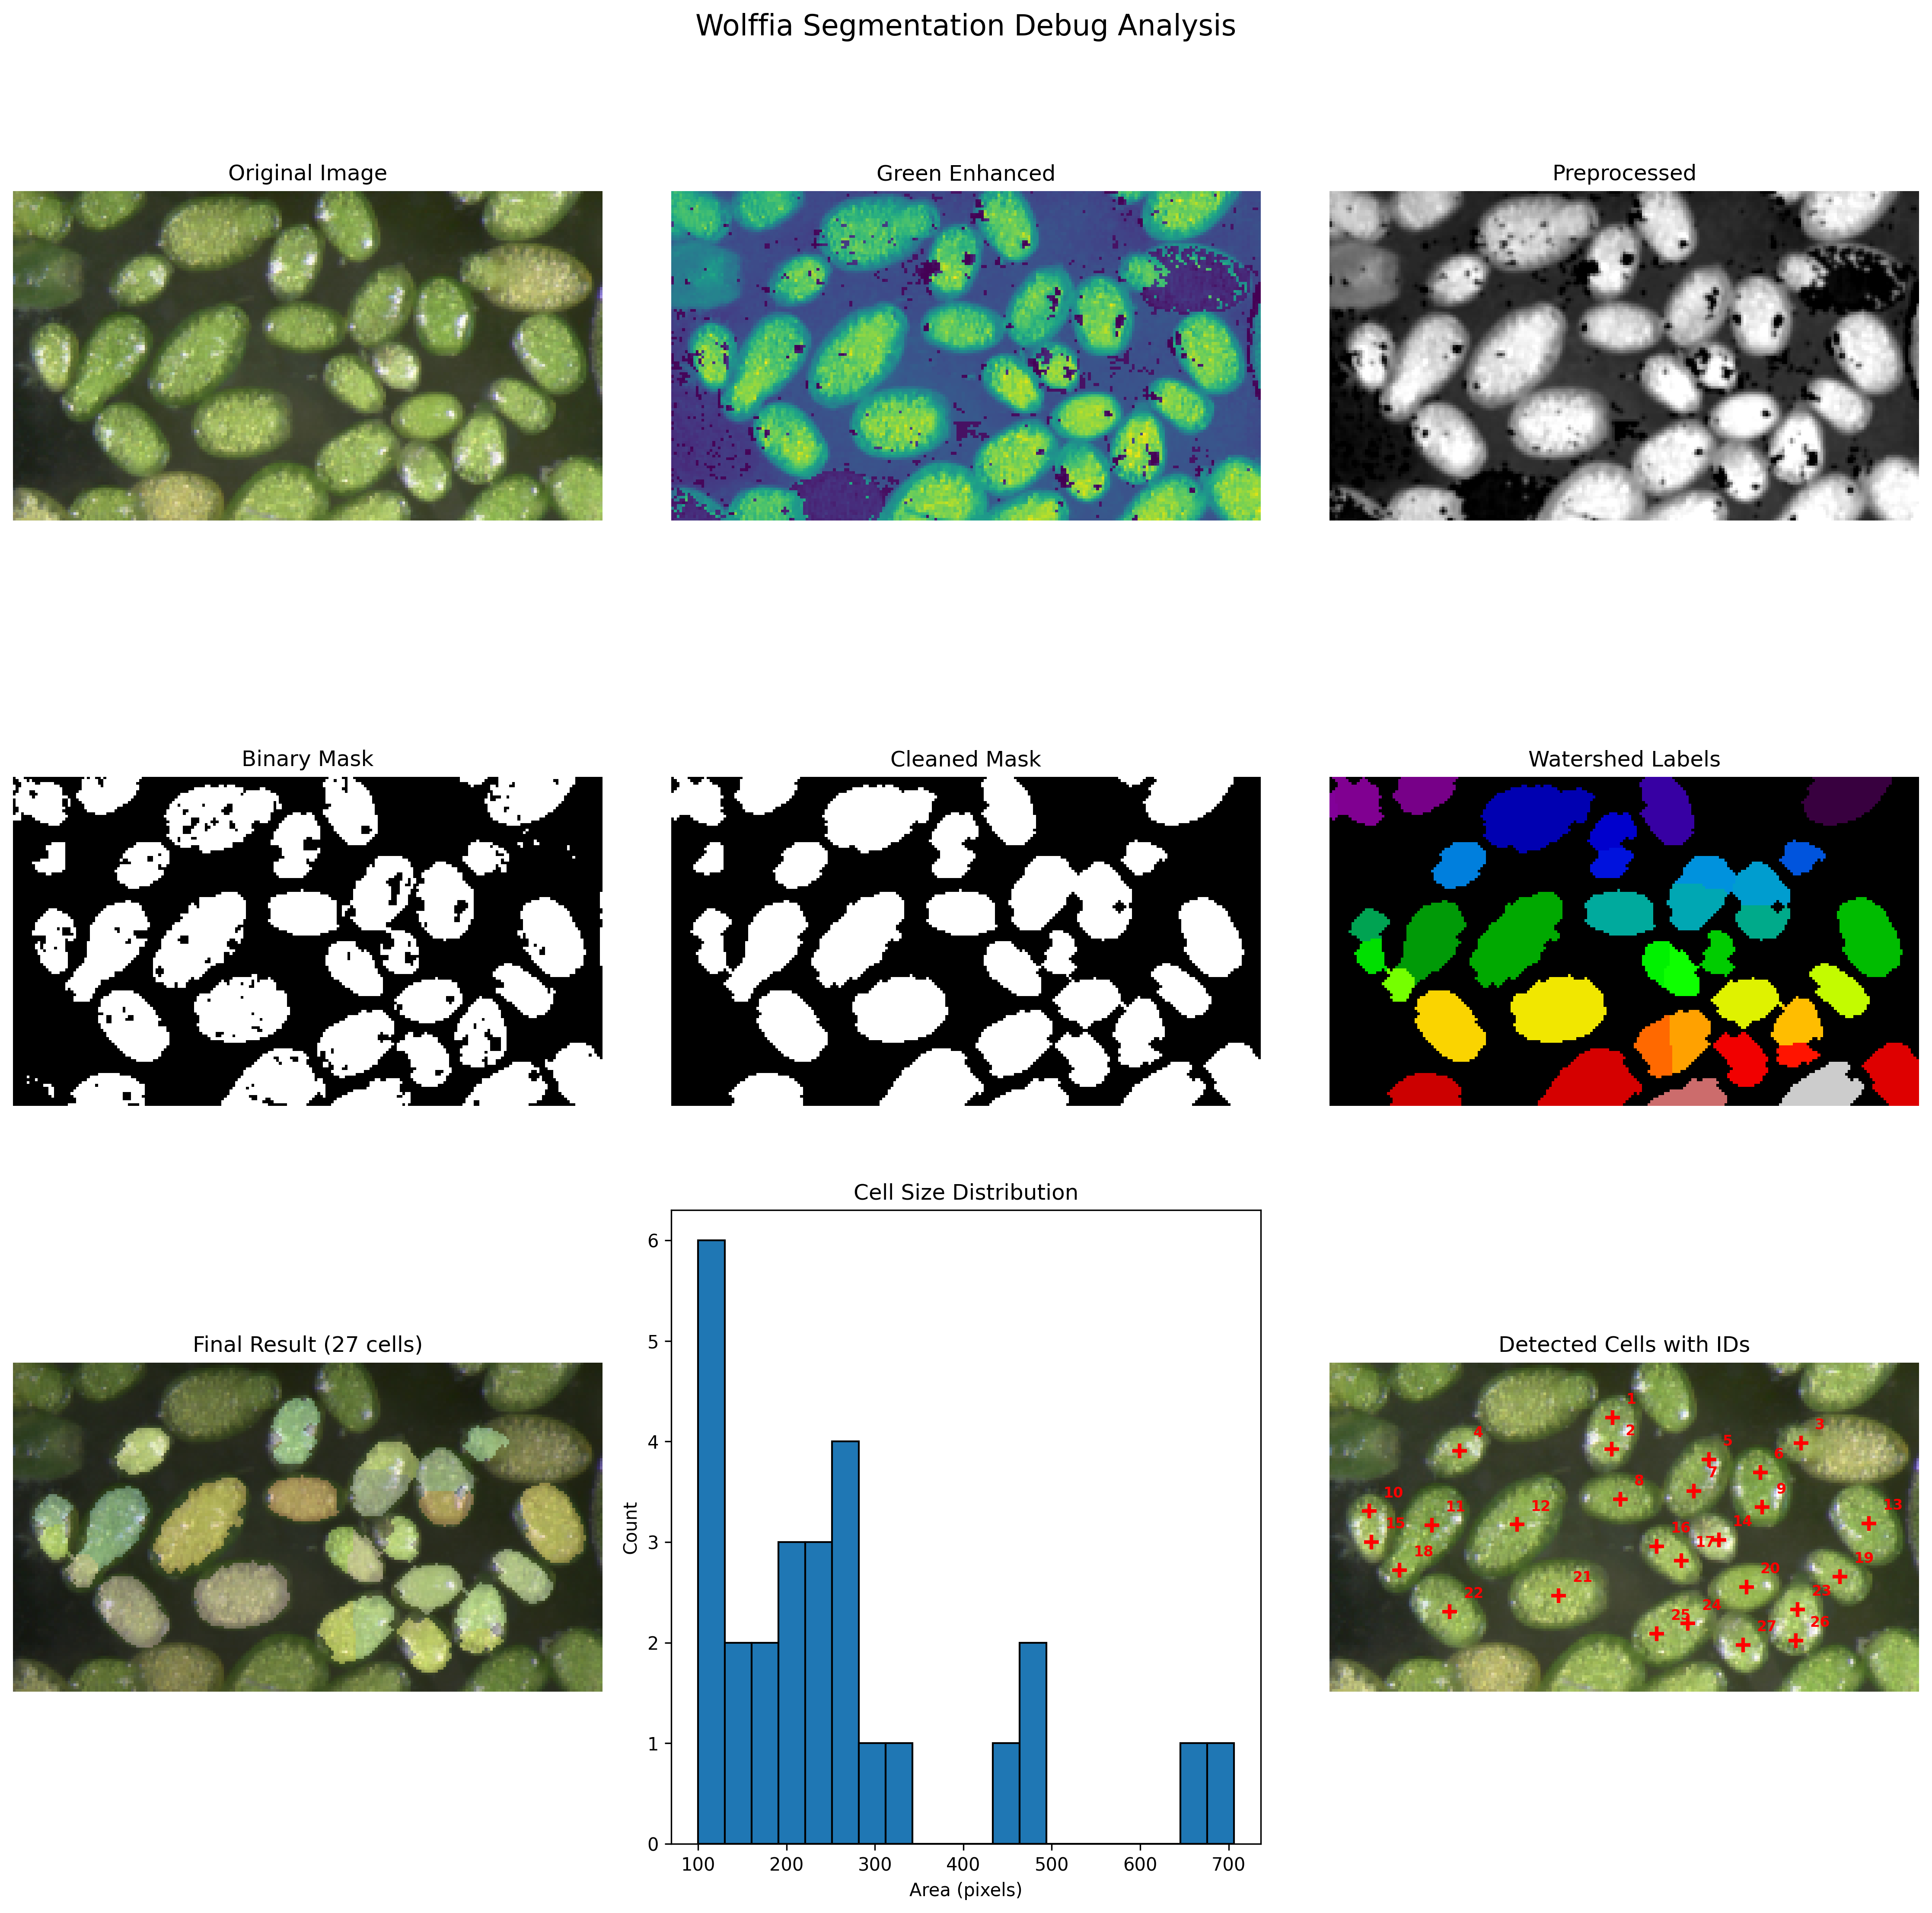 Wolffia Segmentation Debug Analysis
Original Image
Green Enhanced
Preprocessed
Binary Mask
Cleaned Mask
Watershed Labels
Final Result (27 cells)
Cell Size Distribution
6
5
4
3
2
1
0
Count
100 200 300 400 500 600 700
Area (pixels)
Detected Cells with IDs
1
2
3
4
5
6
7
8
9
10
11
12
13
14
15
16
17
18
19
20
21
22
23
24
25
26
27